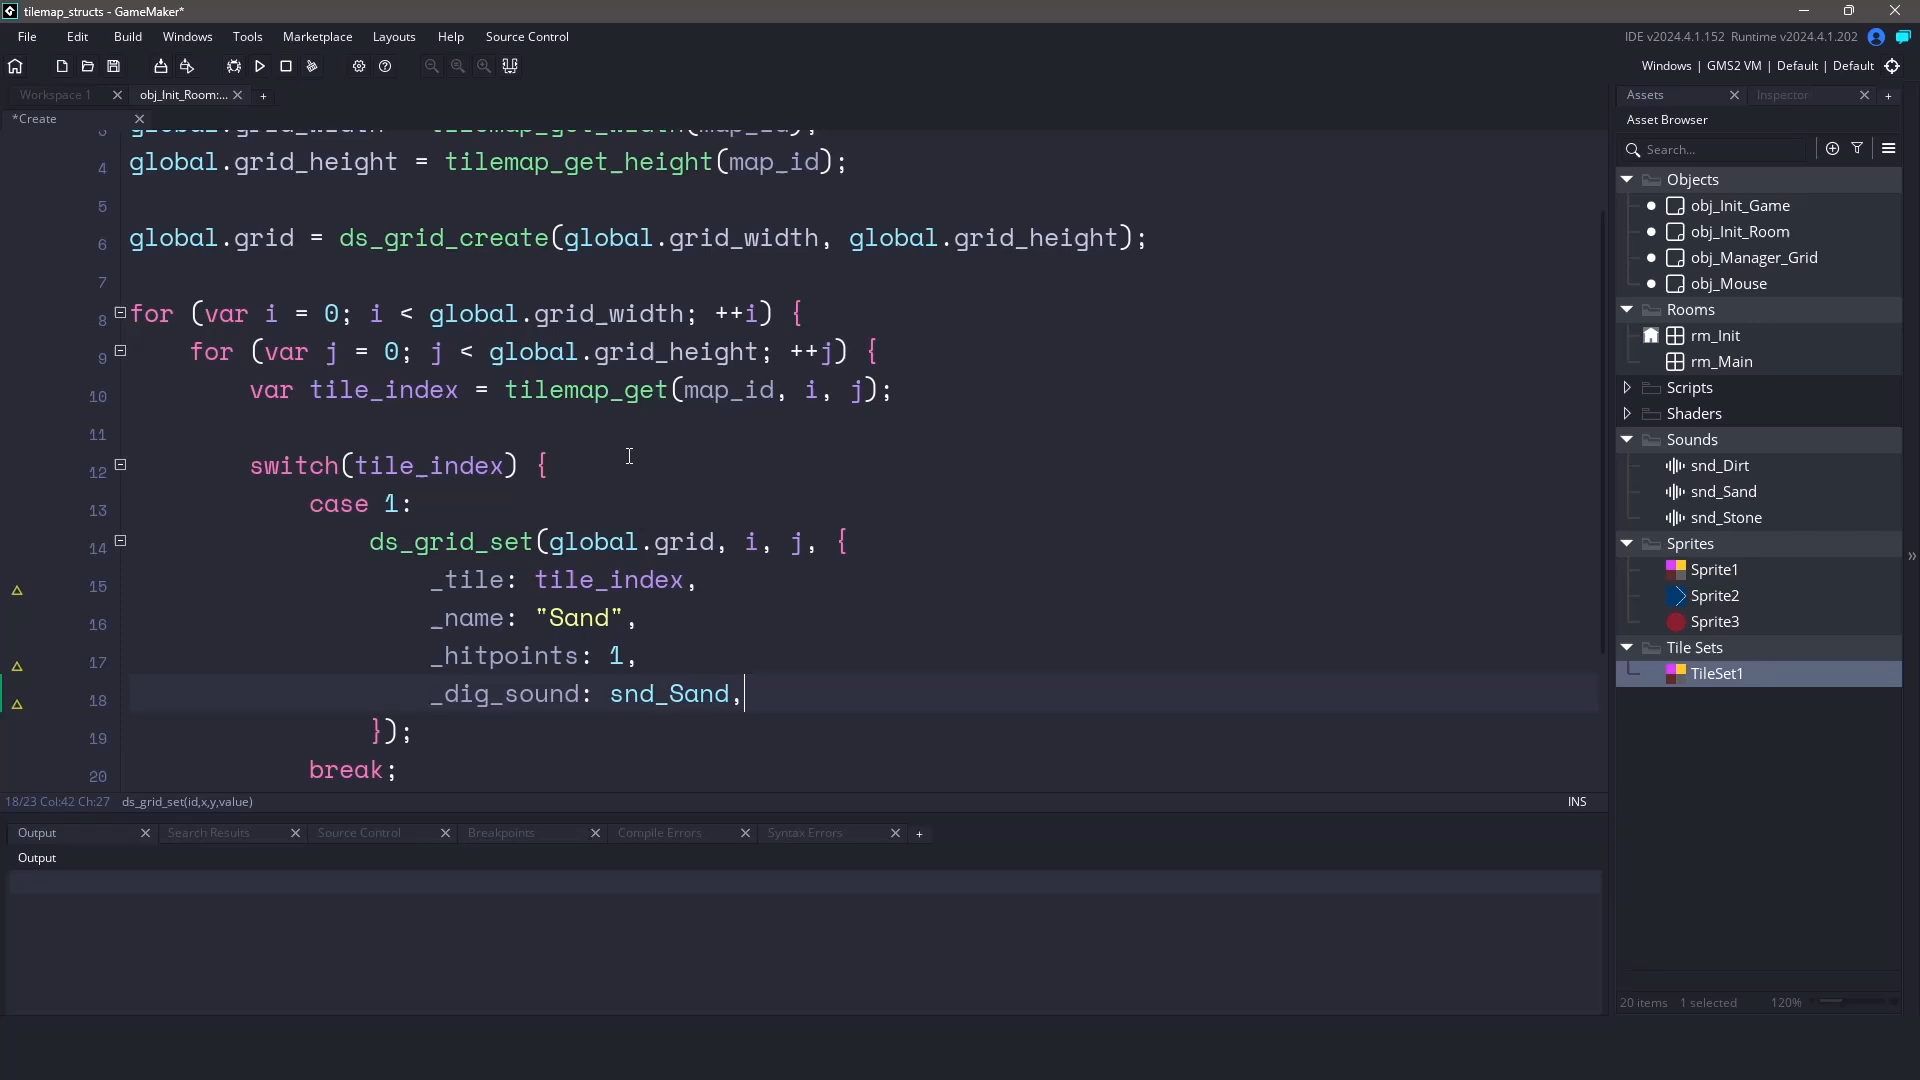 tilemap_structs - GameMaker*
File Edit Build Windows Tools Marketplace Layouts Help Source Control
IDE v2024.4.1.152 Runtime v2024.4.1.202
Windows | GMS2 VM | Default | Default
Workspace 1 obj_Init_Room:...
*Create
3 global.grid_width = tilemap_get_width(map_id);
4 global.grid_height = tilemap_get_height(map_id);
5
6 global.grid = ds_grid_create(global.grid_width, global.grid_height);
7
8 for (var i = 0; i < global.grid_width; ++i) {
9 for (var j = 0; j < global.grid_height; ++j) {
10 var tile_index = tilemap_get(map_id, i, j);
11
12 switch(tile_index) {
13 case 1:
14 ds_grid_set(global.grid, i, j, {
15 _tile: tile_index,
16 _name: "Sand",
17 _hitpoints: 1,
18 _dig_sound: snd_Sand,
19 });
20 break;
18/23 Col:42 Ch:27 ds_grid_set(id,x,y,value)
INS
Output Search Results Source Control Breakpoints Compile Errors Syntax Errors
Output
Assets Inspector
Asset Browser
Search...
Objects
obj_Init_Game
obj_Init_Room
obj_Manager_Grid
obj_Mouse
Rooms
rm_Init
rm_Main
Scripts
Shaders
Sounds
snd_Dirt
snd_Sand
snd_Stone
Sprites
Sprite1
Sprite2
Sprite3
Tile Sets
TileSet1
20 items 1 selected 120%